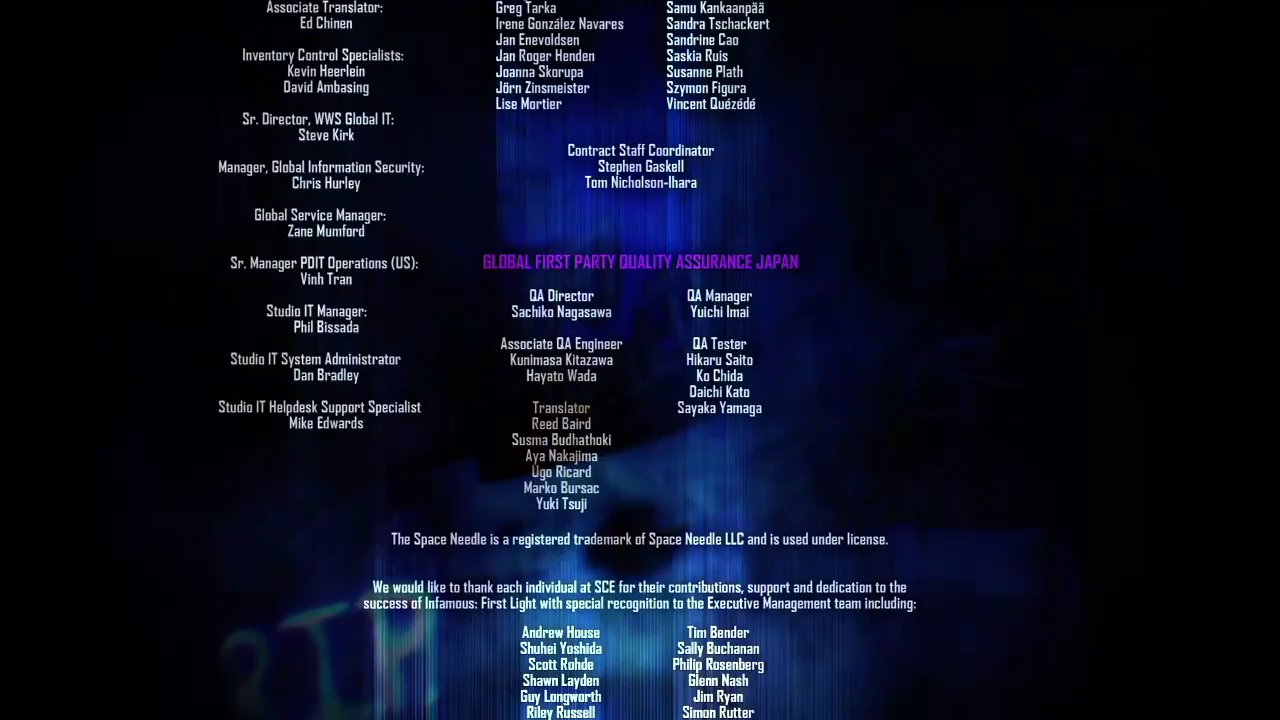 Associate Translator:
Ed Chinen
Inventory Control Specialists:
Kevin Heerlein
David Ambasing
Sr. Director, WWS Global IT:
Steve Kirk
Manager, Global Information Security:
Chris Hurley
Global Service Manager:
Zane Mumford
Sr. Manager PDIT Operations (US):
Vinh Tran
Studio IT Manager:
Phil Bissada
Studio IT System Administrator
Dan Bradley
Studio IT Helpdesk Support Specialist
Mike Edwards
Greg Tarka
Irene González Navares
Jan Enevoldsen
Jan Roger Henden
Joanna Skorupa
Jörn Zinsmeister
Lise Mortier
Samu Kankaanpää
Sandra Tschackert
Sandrine Cao
Saskia Ruis
Susanne Plath
Szymon Figura
Vincent Quézédé
Contract Staff Coordinator
Stephen Gaskell
Tom Nicholson-Ihara
GLOBAL FIRST PARTY QUALITY ASSURANCE JAPAN
QA Director
Sachiko Nagasawa
Associate QA Engineer
Kunimasa Kitazawa
Hayato Wada
Translator
Reed Baird
Susma Budhathoki
Aya Nakajima
Ugo Ricard
Marko Bursac
Yuki Tsuji
QA Manager
Yuichi Imai
QA Tester
Hikaru Saito
Ko Chida
Daichi Kato
Sayaka Yamaga
The Space Needle is a registered trademark of Space Needle LLC and is used under license.
We would like to thank each individual at SCE for their contributions, support and dedication to the
success of Infamous: First Light with special recognition to the Executive Management team including:
Andrew House
Shuhei Yoshida
Scott Rohde
Shawn Layden
Guy Longworth
Riley Russell
Tim Bender
Sally Buchanan
Philip Rosenberg
Glenn Nash
Jim Ryan
Simon Rutter